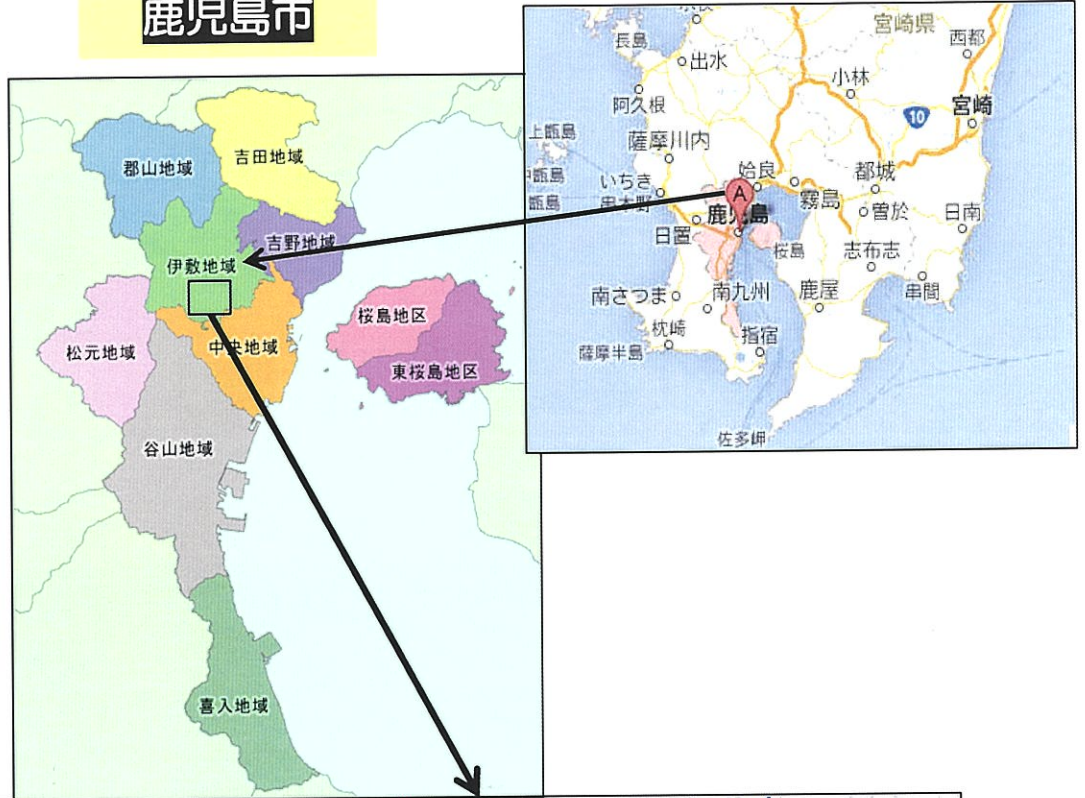 鹿児島市
郡山地域
吉田地域
吉野地域
伊敷地域
松元地域
中央地域
桜島地区
東桜島地区
谷山地域
喜入地域
宮崎県
長島
出水
西都
小林
阿久根
10
宮崎
上甑島
薩摩川内
姶良
都城
いちき
串木野
A
霧島
鹿児島
曽於
日南
日置
桜島
志布志
南さつま
南九州
鹿屋
串間
枕崎
指宿
薩摩半島
佐多岬